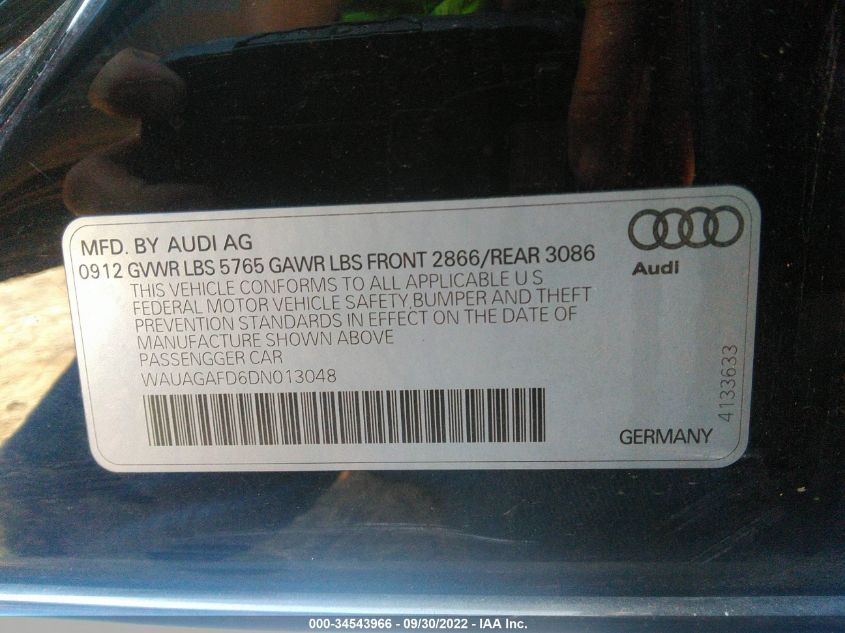 MFD. BY AUDI AG
0912 GVWR LBS 5765 GAWR LBS FRONT 2866/REAR 3086
THIS VEHICLE CONFORMS TO ALL APPLICABLE U S
FEDERAL MOTOR VEHICLE SAFETY,BUMPER AND THEFT
PREVENTION STANDARDS IN EFFECT ON THE DATE OF
MANUFACTURE SHOWN ABOVE
PASSENGGER CAR
WAUAGAFD6DN013048
Audi
4133633
GERMANY
000-34543966 - 09/30/2022 - IAA Inc.